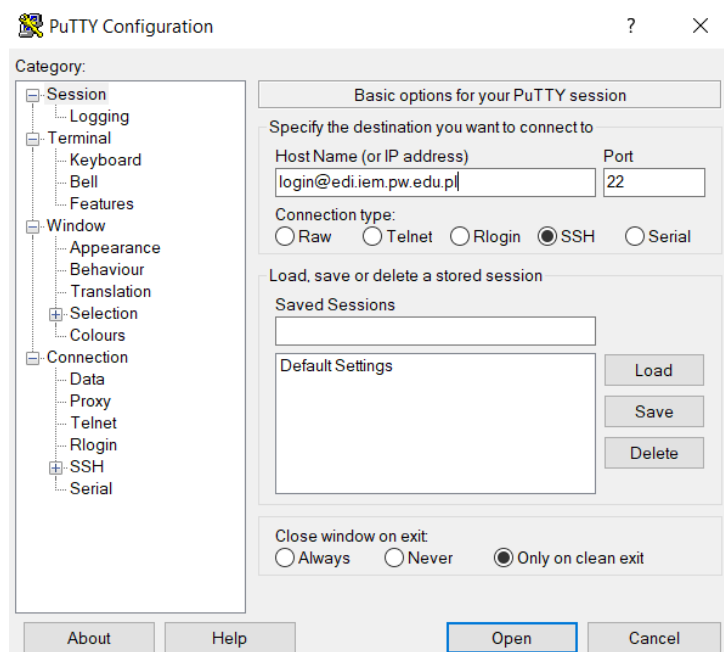 PuTTY Configuration
?
Category:
Session
Logging
Terminal
Keyboard
Bell
Features
Window
Appearance
Behaviour
Translation
Selection
Colours
Connection
Data
Proxy
Telnet
Rlogin
SSH
Serial
Basic options for your PuTTY session
Specify the destination you want to connect to
Host Name (or IP address) Port
login@edi.iem.pw.edu.pl 22
Connection type:
Raw Telnet Rlogin SSH Serial
Load, save or delete a stored session
Saved Sessions
Default Settings
Load
Save
Delete
Close window on exit:
Always Never Only on clean exit
About Help Open Cancel